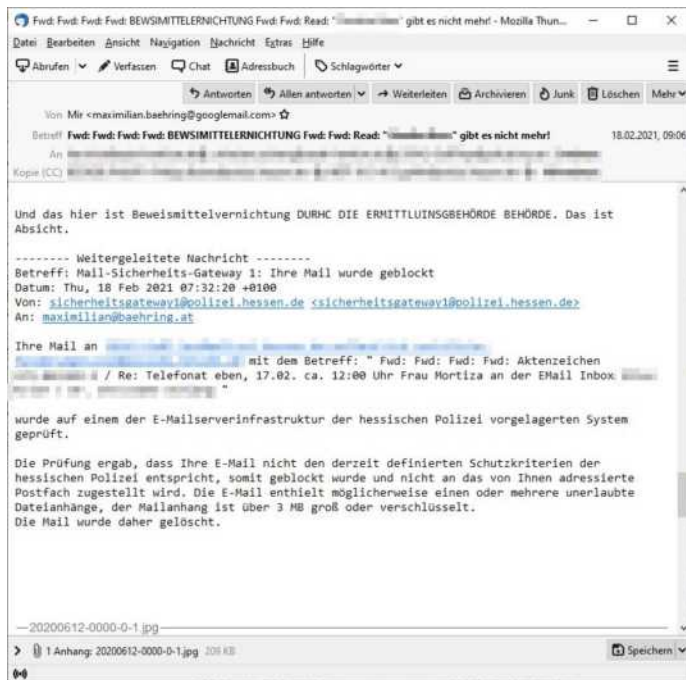 Fwd: Fwd: Fwd: Fwd: BEWSIMITTELERNICHTUNG Fwd: Fwd: Read: " " gibt es nicht mehr! - Mozilla Thun...
Datei Bearbeiten Ansicht Navigation Nachricht Extras Hilfe
Abrufen Verfassen Chat Adressbuch Schlagwörter
Antworten Allen antworten Weiterleiten Archivieren Junk Löschen Mehr
Von Mir <maximilian.baehring@googlemail.com>
Betreff Fwd: Fwd: Fwd: Fwd: BEWSIMITTELERNICHTUNG Fwd: Fwd: Read: " " gibt es nicht mehr! 18.02.2021, 09:06
An
Kopie (CC)
Und das hier ist Beweismittelvernichtung DURHC DIE ERMITTLUINSGBEHÖRDE BEHÖRDE. Das ist
Absicht.
-------- Weitergeleitete Nachricht --------
Betreff: Mail-Sicherheits-Gateway 1: Ihre Mail wurde geblockt
Datum: Thu, 18 Feb 2021 07:32:20 +0100
Von: sicherheitsgateway1@polizei.hessen.de <sicherheitsgateway1@polizei.hessen.de>
An: maximilian@baehring.at
Ihre Mail an
mit dem Betreff: " Fwd: Fwd: Fwd: Fwd: Aktenzeichen
/ Re: Telefonat eben, 17.02. ca. 12:00 Uhr Frau Mortiza an der EMail Inbox
"
wurde auf einem der E-Mailserverinfrastruktur der hessischen Polizei vorgelagerten System
geprüft.
Die Prüfung ergab, dass Ihre E-Mail nicht den derzeit definierten Schutzkriterien der
hessischen Polizei entspricht, somit geblockt wurde und nicht an das von Ihnen adressierte
Postfach zugestellt wird. Die E-Mail enthielt möglicherweise einen oder mehrere unerlaubte
Dateianhänge, der Mailanhang ist über 3 MB groß oder verschlüsselt.
Die Mail wurde daher gelöscht.
20200612-0000-0-1.jpg
1 Anhang: 20200612-0000-0-1.jpg 209 KB Speichern